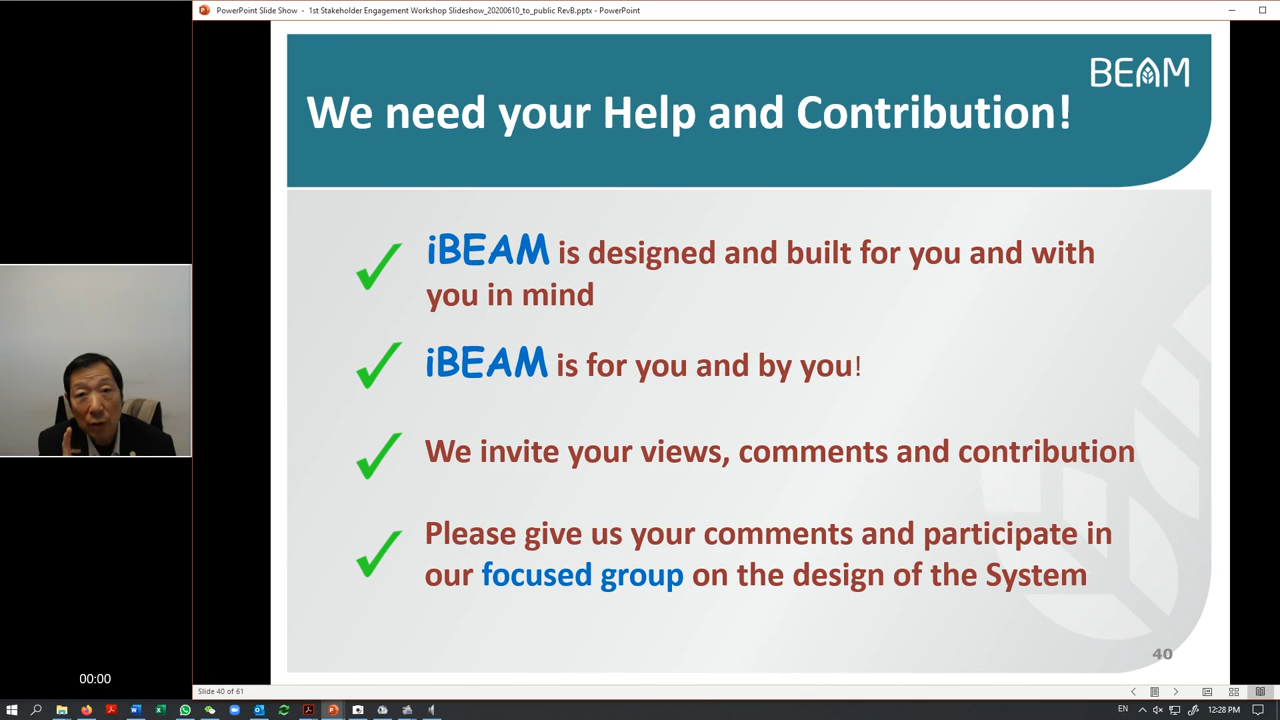 PowerPoint Slide Show - 1st Stakeholder Engagement Workshop Slideshow_20200610_to_public RevB.pptx - PowerPoint
BEAM
We need your Help and Contribution!
iBEAM is designed and built for you and with
you in mind
iBEAM is for you and by you!
We invite your views, comments and contribution
Please give us your comments and participate in
our focused group on the design of the System
40
00:00
Slide 40 of 61
EN
12:28 PM